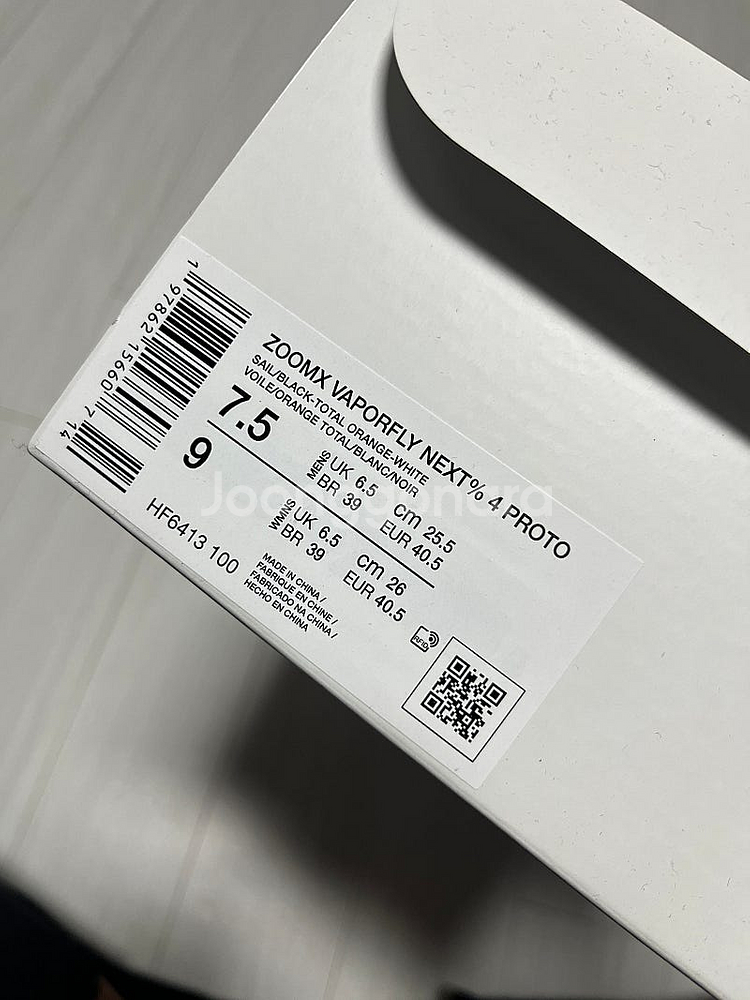 1 97862 15660 7 14
ZOOMX VAPORFLY NEXT% 4 PROTO
SAIL/BLACK-TOTAL ORANGE-WHITE
VOILE/ORANGE TOTAL/BLANC/NOIR
7.5
MENS UK 6.5 cm 25.5
BR 39 EUR 40.5
9
WMNS UK 6.5 cm 26
BR 39 EUR 40.5
HF6413 100
MADE IN CHINA /
FABRIQUE EN CHINE /
FABRICADO NA CHINA /
HECHO EN CHINA
RFID
Joonggonara